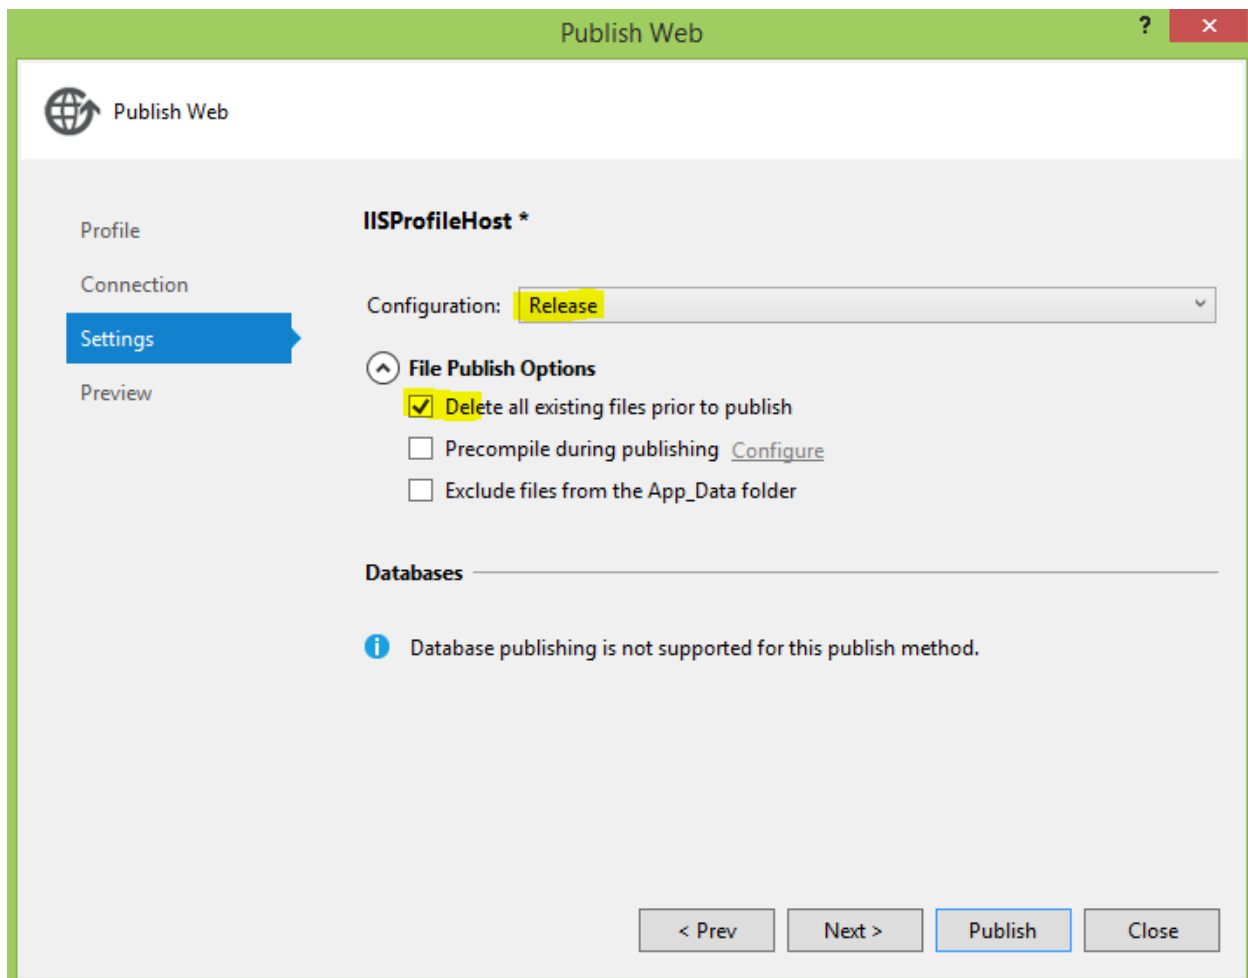 Publish Web
?
Publish Web
Profile
Connection
Settings
Preview
IISProfileHost *
Configuration: Release
File Publish Options
Delete all existing files prior to publish
Precompile during publishing Configure
Exclude files from the App_Data folder
Databases
Database publishing is not supported for this publish method.
< Prev
Next >
Publish
Close